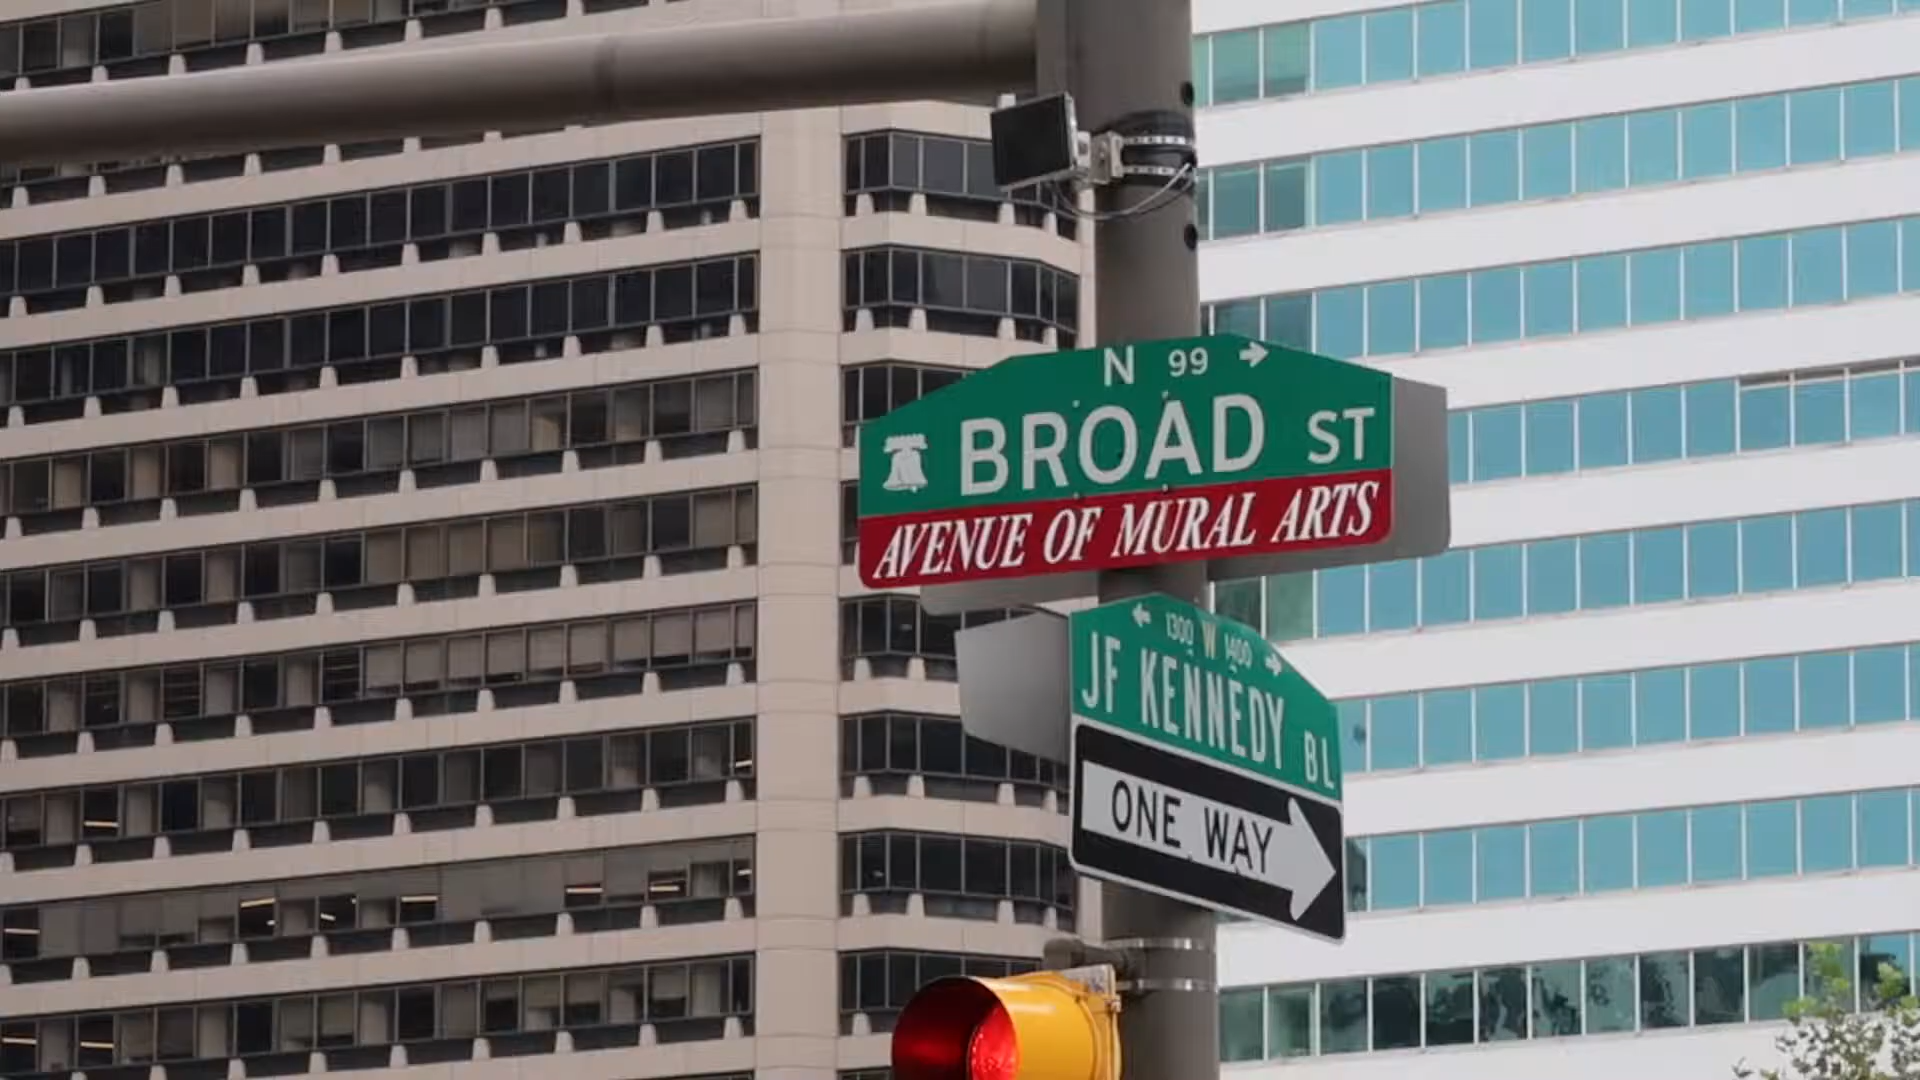 N 99 →
BROAD ST
AVENUE OF MURAL ARTS
← 1300 W 1400 →
JF KENNEDY BL
ONE WAY